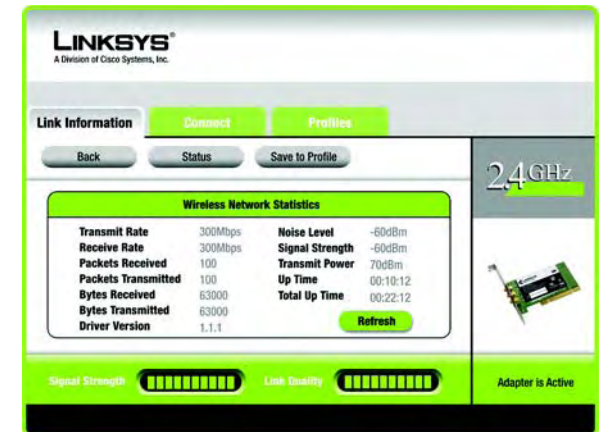 LINKSYS®
A Division of Cisco Systems, Inc.
Link Information Connect Profiles
Back Status Save to Profile
2.4GHz
Wireless Network Statistics
Transmit Rate 300Mbps Noise Level -60dBm
Receive Rate 300Mbps Signal Strength -60dBm
Packets Received 100 Transmit Power 70dBm
Packets Transmitted 100 Up Time 00:10:12
Bytes Received 63000 Total Up Time 00:22:12
Bytes Transmitted 63000
Driver Version 1.1.1
Refresh
Signal Strength Link Quality Adapter is Active